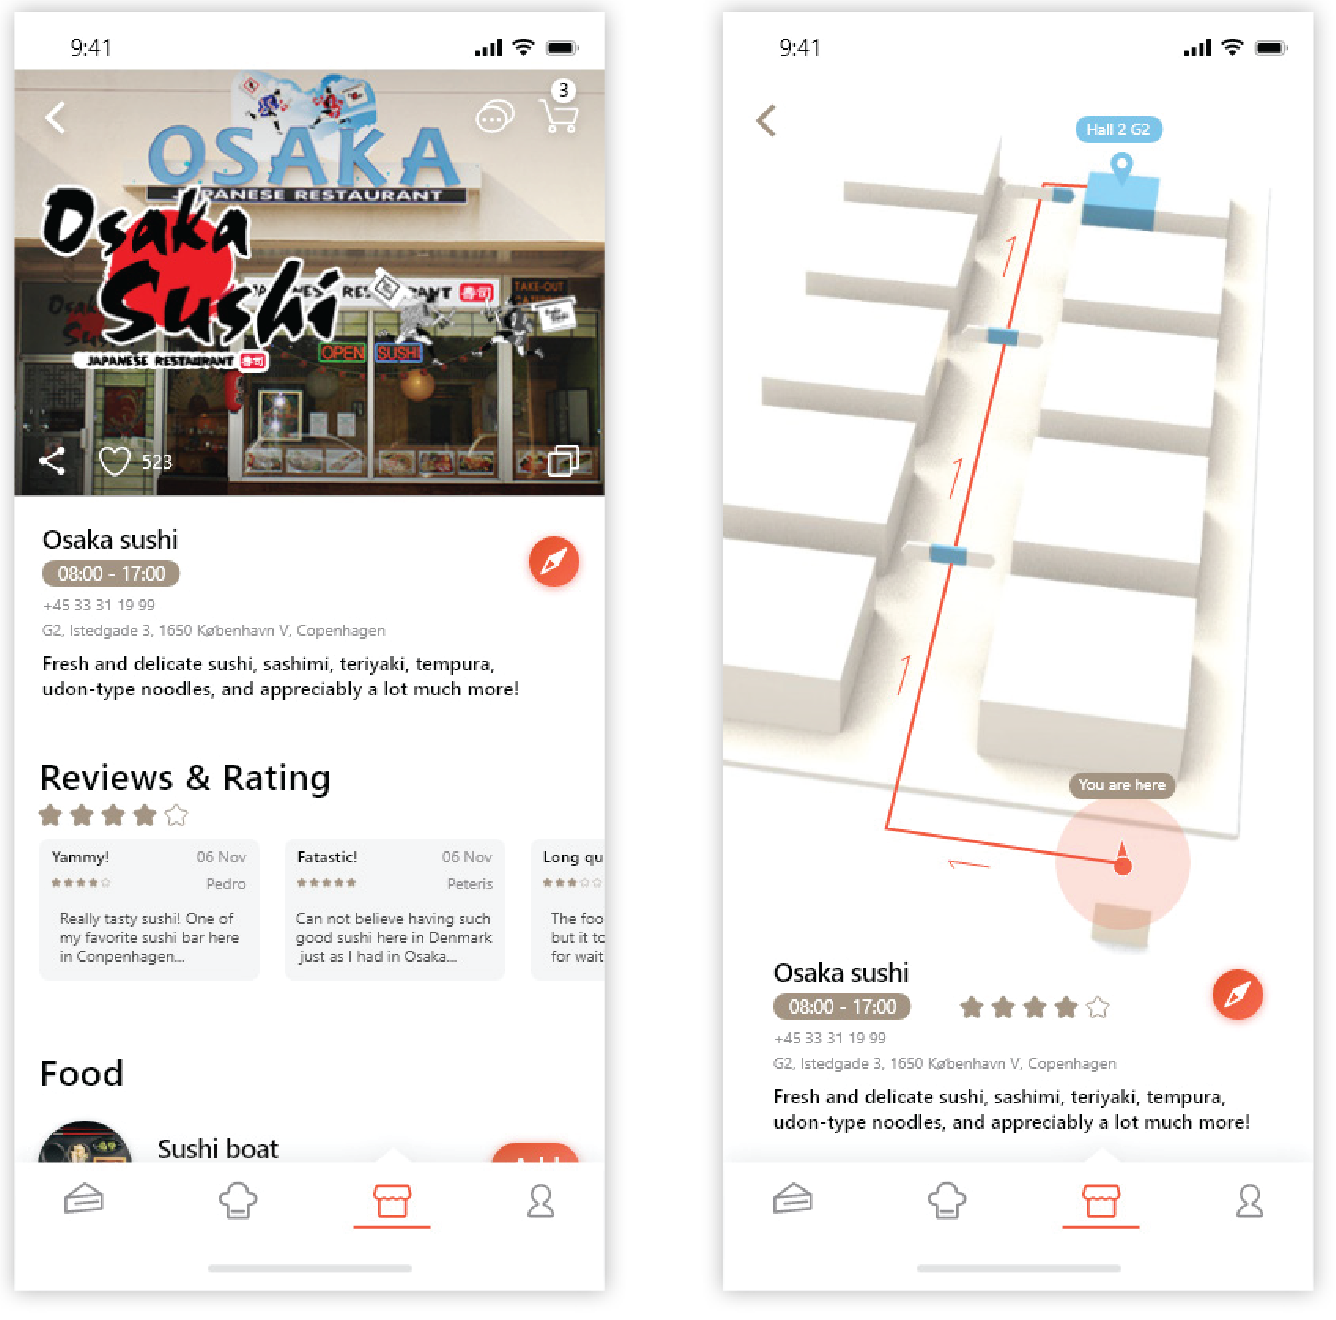 9:41
3
OSAKA
JAPANESE RESTAURANT
Osaka
Sushi
JAPANESE RESTAURANT 寿司
寿司
TAKE-OUT
OPEN SUSHI
523
Osaka sushi
08:00 - 17:00
+45 33 31 19 99
G2, Istedgade 3, 1650 København V, Copenhagen
Fresh and delicate sushi, sashimi, teriyaki, tempura,
udon-type noodles, and appreciably a lot much more!
Reviews & Rating
Yammy! 06 Nov
Pedro
Really tasty sushi! One of
my favorite sushi bar here
in Conpenhagen...
Fatastic! 06 Nov
Peteris
Can not believe having such
good sushi here in Denmark
just as I had in Osaka...
Long qu
The foo
but it to
for wait
Food
Sushi boat
9:41
Hall 2 G2
You are here
Osaka sushi
08:00 - 17:00
+45 33 31 19 99
G2, Istedgade 3, 1650 København V, Copenhagen
Fresh and delicate sushi, sashimi, teriyaki, tempura,
udon-type noodles, and appreciably a lot much more!